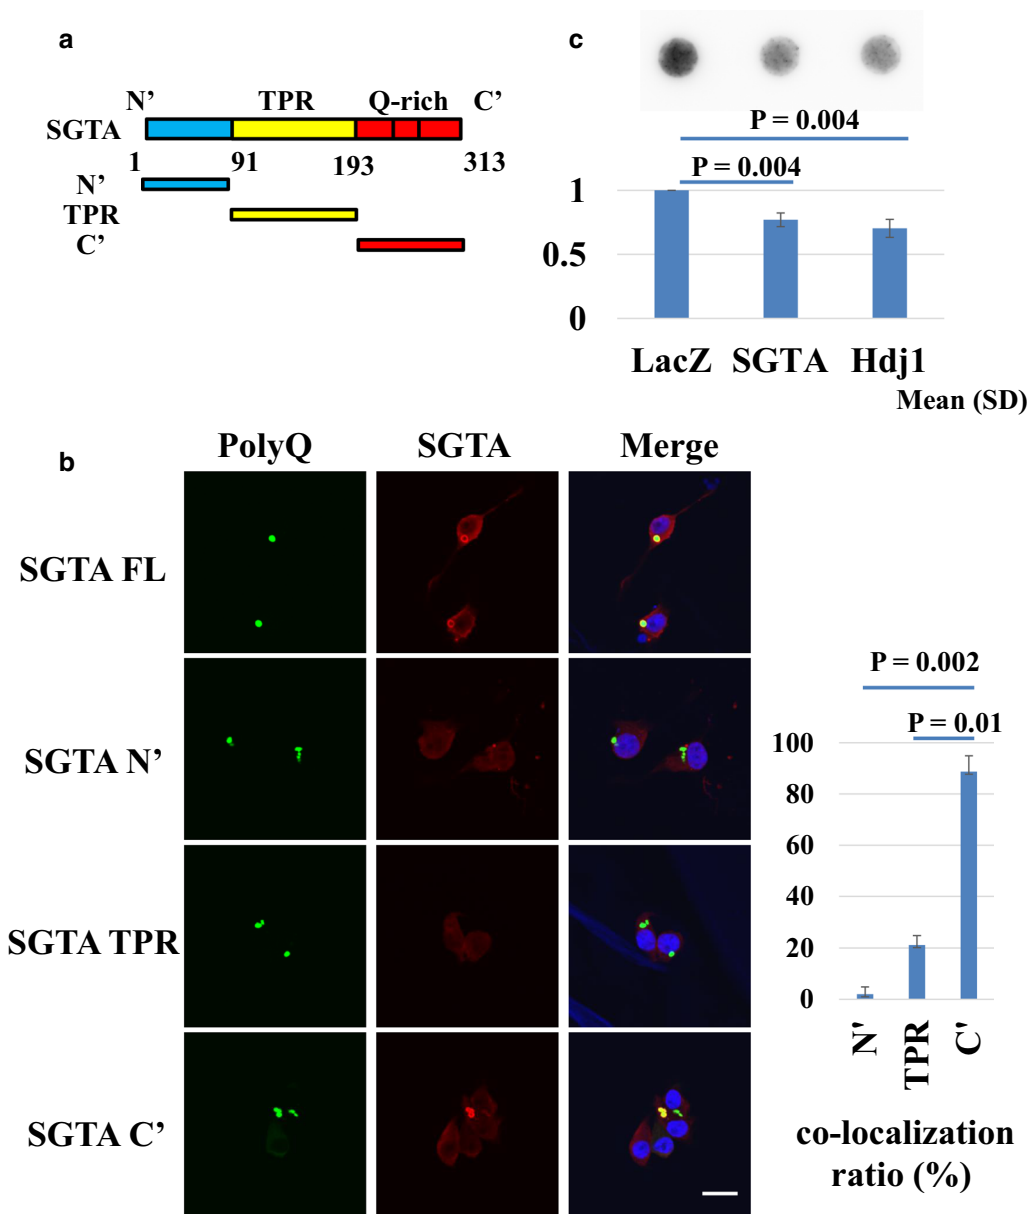 a
N’ TPR Q-rich C’
SGTA
1 91 193 313
N’
TPR
C’
c
P = 0.004
P = 0.004
1
0.5
0
LacZ SGTA Hdj1
Mean (SD)
b
PolyQ SGTA Merge
SGTA FL
SGTA N’
SGTA TPR
SGTA C’
P = 0.002
P = 0.01
100
80
60
40
20
0
N'
TPR
C'
co-localization
ratio (%)